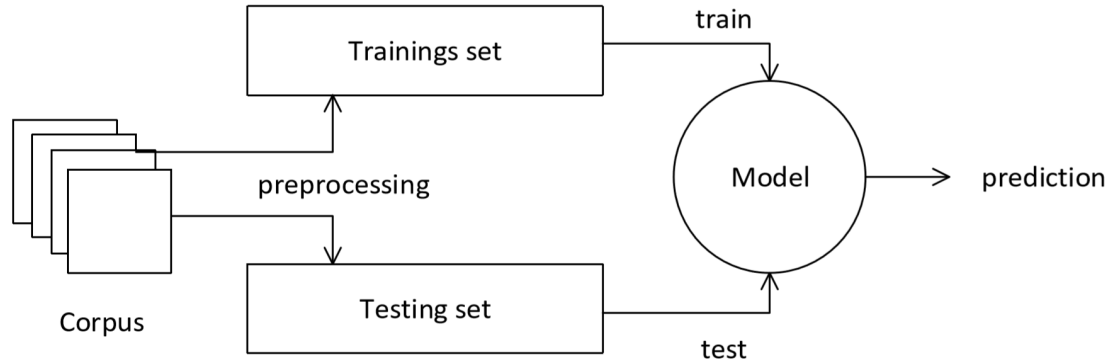 train
Trainings set
Model
prediction
preprocessing
Testing set
Corpus
test